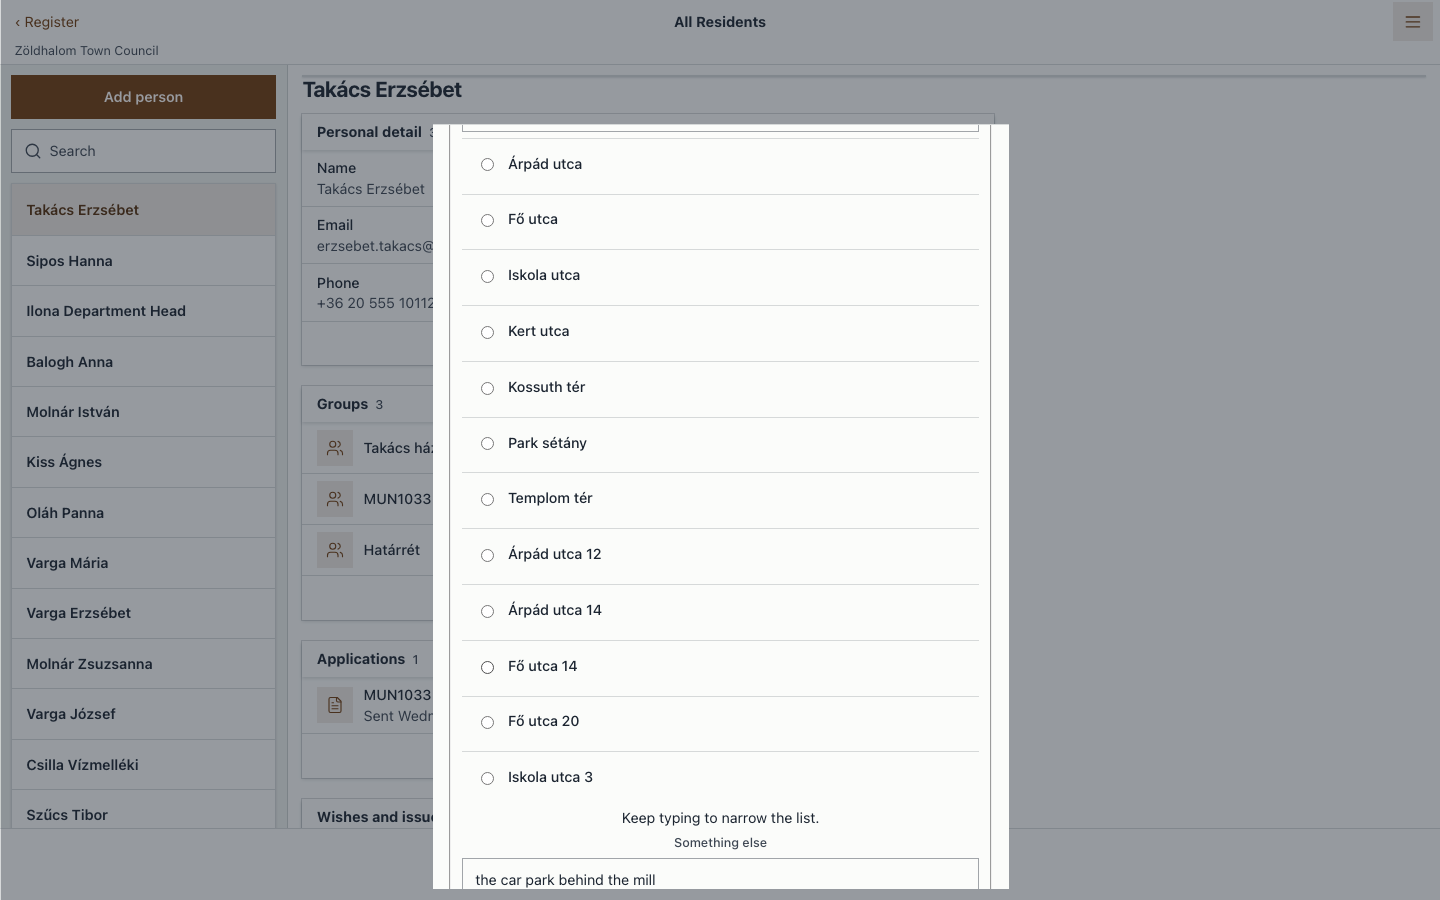 ‹ Register
All Residents
Zöldhalom Town Council
Add person
Search
Takács Erzsébet
Sipos Hanna
Ilona Department Head
Balogh Anna
Molnár István
Kiss Ágnes
Oláh Panna
Varga Mária
Varga Erzsébet
Molnár Zsuzsanna
Varga József
Csilla Vízmelléki
Szűcs Tibor
Takács Erzsébet
Personal detail
Name
Takács Erzsébet
Email
erzsebet.takacs@
Phone
+36 20 555 10112
Groups 3
Takács ház
MUN1033
Határrét
Applications 1
MUN1033
Sent Wedn
Wishes and issue
Árpád utca
Fő utca
Iskola utca
Kert utca
Kossuth tér
Park sétány
Templom tér
Árpád utca 12
Árpád utca 14
Fő utca 14
Fő utca 20
Iskola utca 3
Keep typing to narrow the list.
Something else
the car park behind the mill